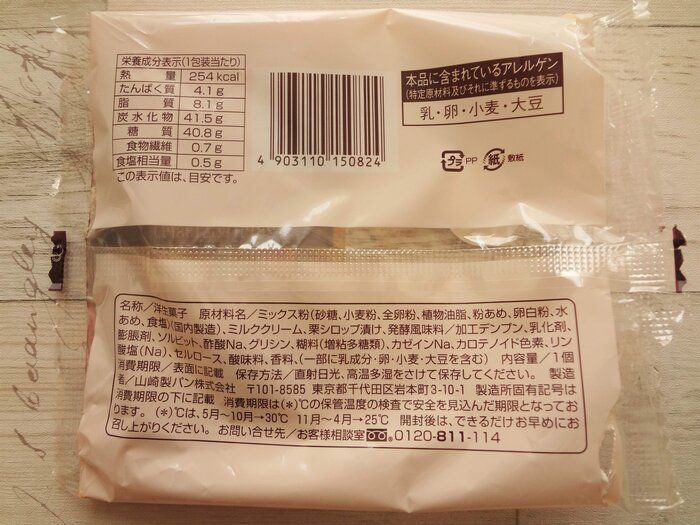 栄養成分表示(1包装当たり)
熱量 254kcal
たんぱく質 4.1g
脂質 8.1g
炭水化物 41.5g
糖質 40.8g
食物繊維 0.7g
食塩相当量 0.5g
この表示値は、目安です。
4 903110 150824
本品に含まれているアレルゲン
(特定原材料及びそれに準ずるものを表示)
乳・卵・小麦・大豆
プラ PP 紙 敷紙
名称/洋生菓子 原材料名/ミックス粉(砂糖、小麦粉、全卵粉、植物油脂、粉あめ、卵白粉、水
あめ、食塩)(国内製造)、ミルククリーム、栗シロップ漬け、発酵風味料/加工デンプン、乳化剤、
膨脹剤、ソルビット、酢酸Na、グリシン、糊料(増粘多糖類)、カゼインNa、カロテノイド色素、リン
酸塩(Na)、セルロース、酸味料、香料、(一部に乳成分・卵・小麦・大豆を含む) 内容量/1個
消費期限/表面に記載 保存方法/直射日光、高温多湿をさけて保存してください。 製造
者/山崎製パン株式会社 〒101-8585 東京都千代田区岩本町3-10-1 製造所固有記号は
消費期限の下に記載 消費期限は(*)℃の保管温度の検査で安全を見込んだ期限となってお
ります。(*)℃は、5月〜10月→30℃ 11月〜4月→25℃ 開封後は、できるだけお早めにお
召し上がりください。 お問い合せ先/お客様相談室 0120-811-114